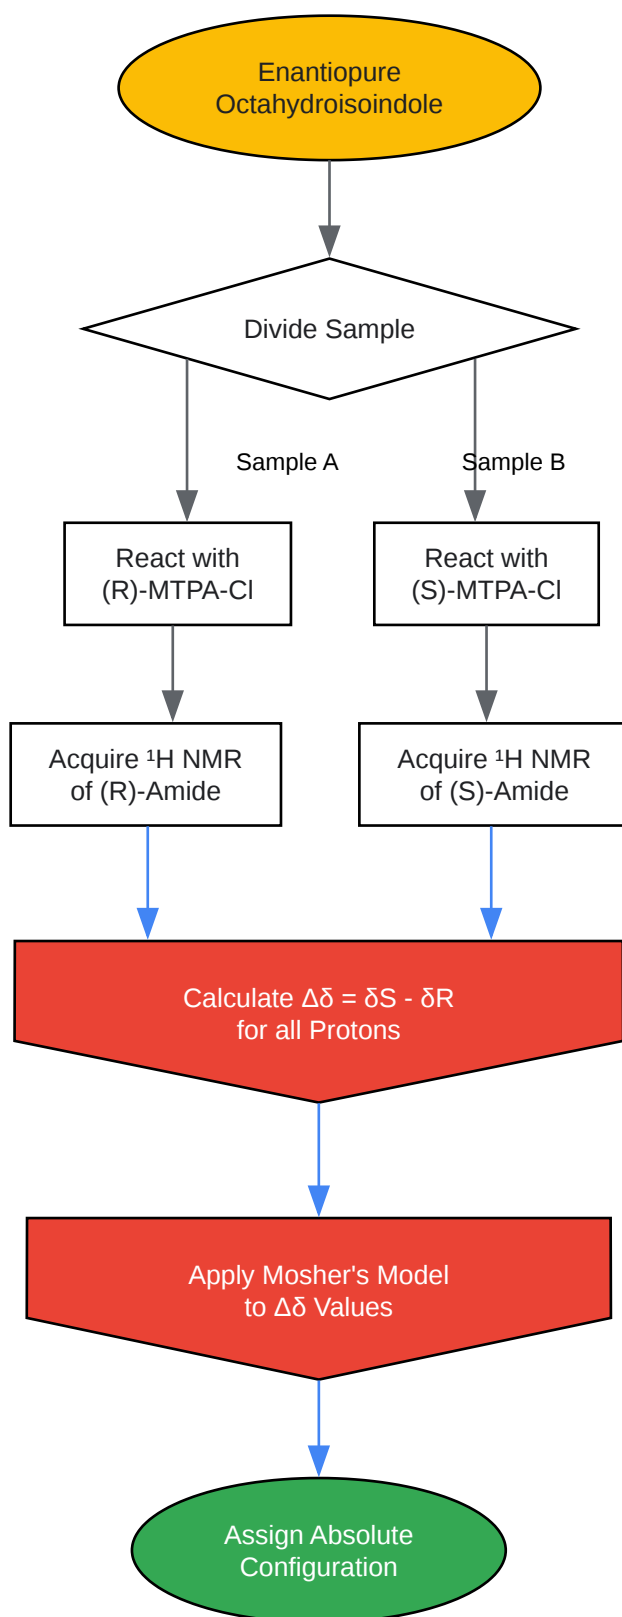 Enantiopure
Octahydroisoindole
Divide Sample
Sample A
Sample B
React with
(R)-MTPA-Cl
React with
(S)-MTPA-Cl
Acquire ¹H NMR
of (R)-Amide
Acquire ¹H NMR
of (S)-Amide
Calculate Δδ = δS - δR
for all Protons
Apply Mosher's Model
to Δδ Values
Assign Absolute
Configuration